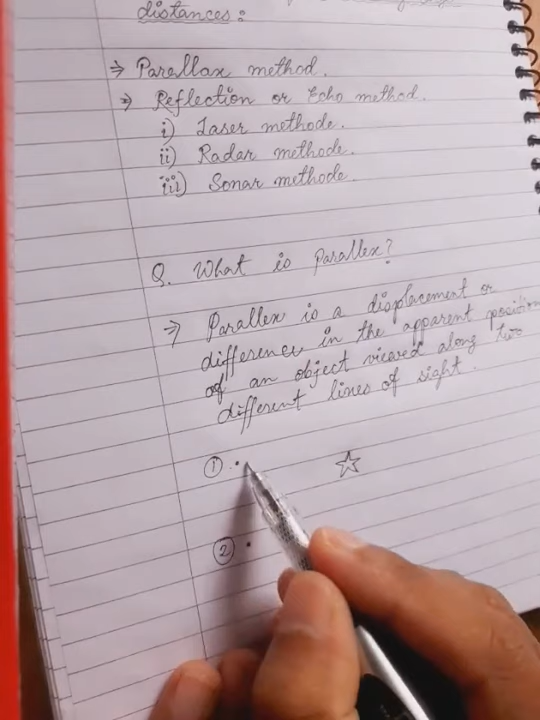 distances :
⇒ Parallax method.
⇒ Reflection or Echo method.
i) Laser methode.
ii) Radar methode.
iii) Sonar methode.
Q. What is Parallex?
⇒ Parallex is a displacement or
difference in the apparent position
of an object viewed along two
different lines of sight.
① .
② .